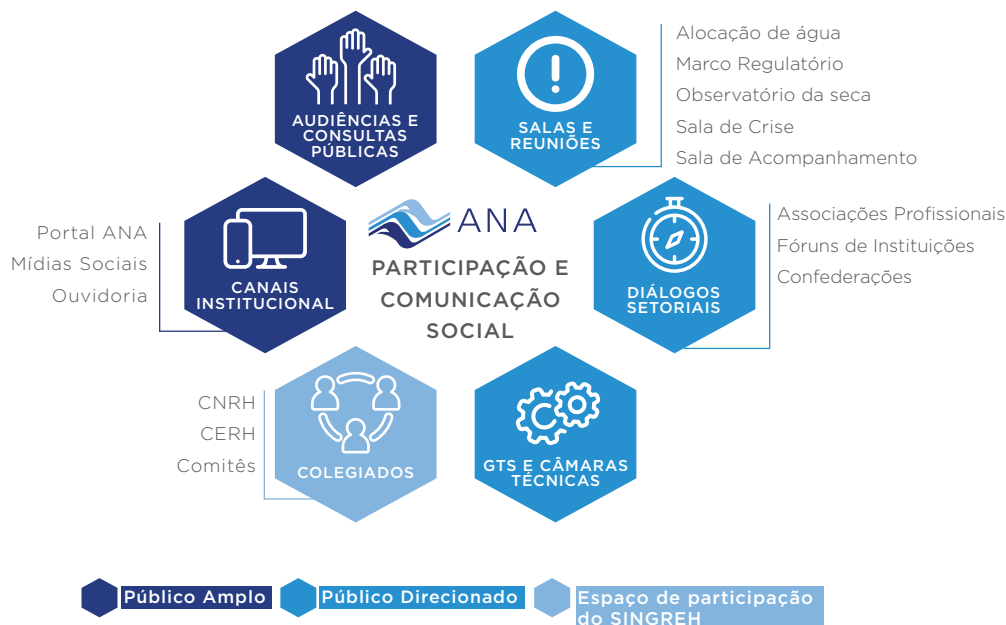 AUDIÊNCIAS E
CONSULTAS
PÚBLICAS
SALAS E
REUNIÕES
Alocação de água
Marco Regulatório
Observatório da seca
Sala de Crise
Sala de Acompanhamento
Portal ANA
Mídias Sociais
Ouvidoria
CANAIS
INSTITUCIONAL
ANA
PARTICIPAÇÃO E
COMUNICAÇÃO
SOCIAL
DIÁLOGOS
SETORIAIS
Associações Profissionais
Fóruns de Instituições
Confederações
CNRH
CERH
Comitês
COLEGIADOS
GTS E CÂMARAS
TÉCNICAS
Público Amplo
Público Direcionado
Espaço de participação
do SINGREH